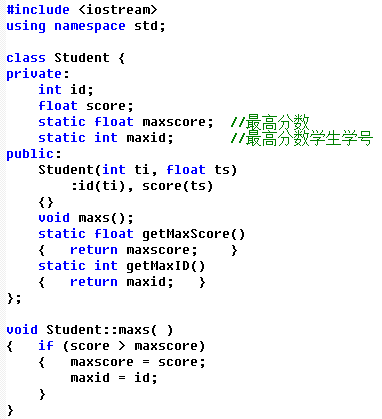 #include <iostream>
using namespace std;
class Student {
private:
    int id;
    float score;
    static float maxscore;  //最高分数
    static int maxid;       //最高分数学生学号
public:
    Student(int ti, float ts)
        :id(ti), score(ts)
    {}
    void maxs();
    static float getMaxScore()
    {   return maxscore;    }
    static int getMaxID()
    {   return maxid;   }
};
void Student::maxs( )
{   if (score > maxscore)
    {   maxscore = score;
        maxid = id;
    }
}